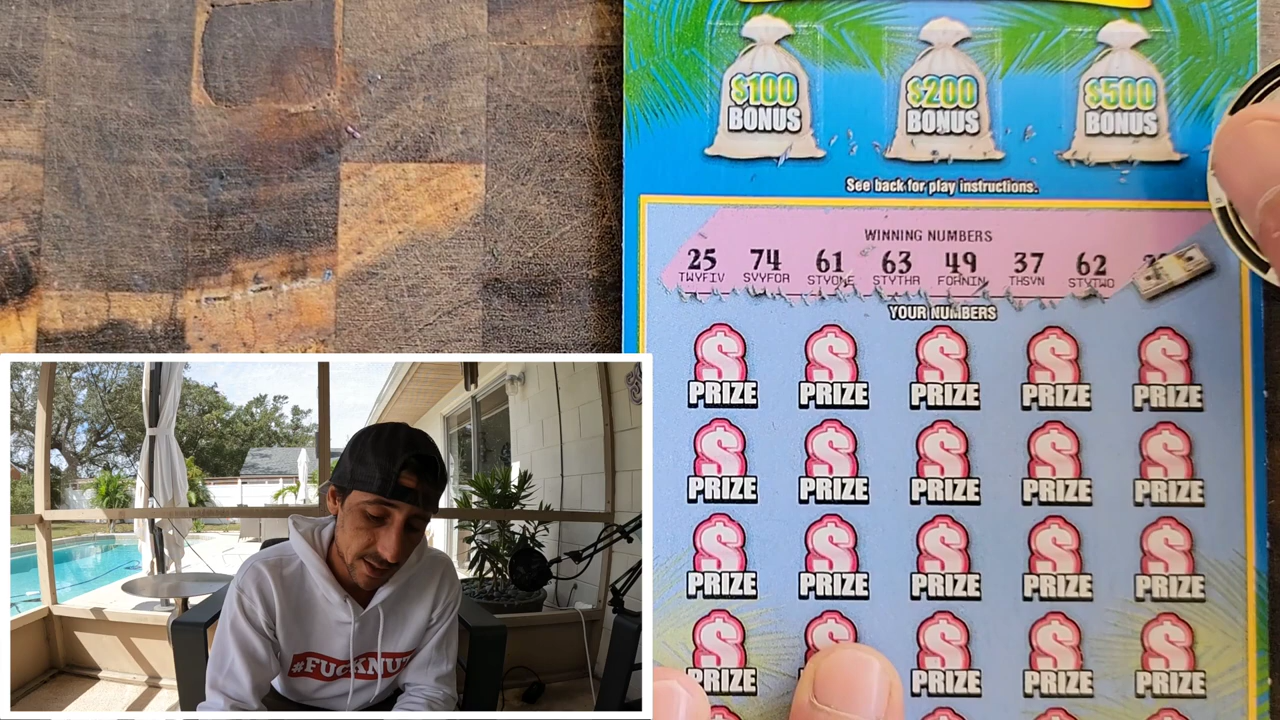 $100 $200 $500
BONUS BONUS BONUS
See back for play instructions.
WINNING NUMBERS
25 74 61 63 49 37 62
TWYFIV SVYFOR STYONE STYTHR FORNIN THSVN STYTWO
YOUR NUMBERS
$ $ $ $ $
PRIZE PRIZE PRIZE PRIZE PRIZE
$ $ $ $ $
PRIZE PRIZE PRIZE PRIZE PRIZE
$ $ $ $ $
PRIZE PRIZE PRIZE PRIZE PRIZE
$ $ $ $ $
PRIZE PRIZE PRIZE PRIZE
#FUCKNUT